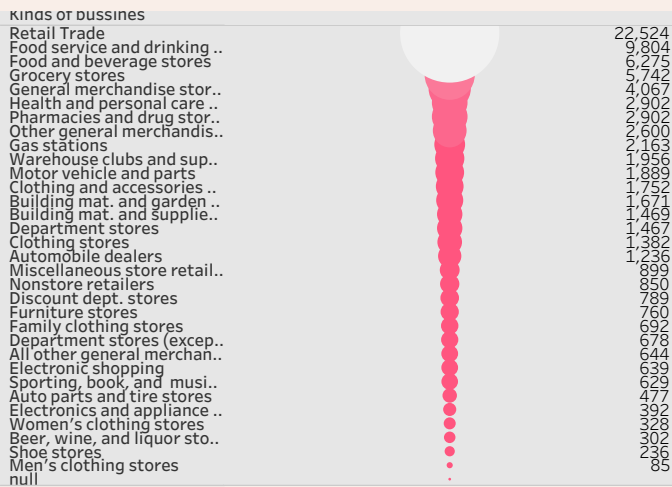 Kinds of bussines
Retail Trade 22,524
Food service and drinking .. 9,804
Food and beverage stores 6,275
Grocery stores 5,742
General merchandise stor.. 4,067
Health and personal care .. 2,902
Pharmacies and drug stor.. 2,902
Other general merchandis.. 2,600
Gas stations 2,163
Warehouse clubs and sup.. 1,956
Motor vehicle and parts 1,889
Clothing and accessories .. 1,752
Building mat. and garden .. 1,671
Building mat. and supplie.. 1,469
Department stores 1,467
Clothing stores 1,382
Automobile dealers 1,236
Miscellaneous store retail.. 899
Nonstore retailers 850
Discount dept. stores 789
Furniture stores 760
Family clothing stores 692
Department stores (excep.. 678
All other general merchan.. 644
Electronic shopping 639
Sporting, book, and musi.. 629
Auto parts and tire stores 477
Electronics and appliance .. 392
Women's clothing stores 328
Beer, wine, and liquor sto.. 302
Shoe stores 236
Men's clothing stores 85
null